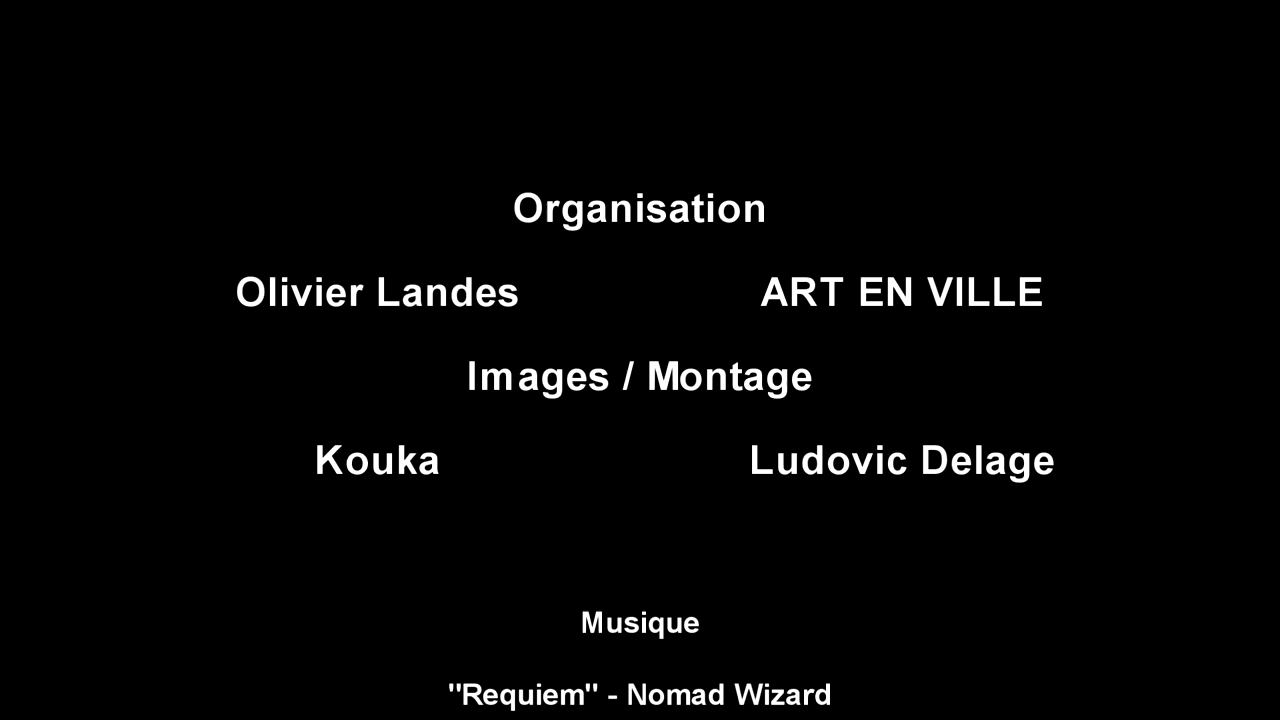 Organisation
Olivier Landes ART EN VILLE
Images / Montage
Kouka Ludovic Delage
Musique
"Requiem" - Nomad Wizard